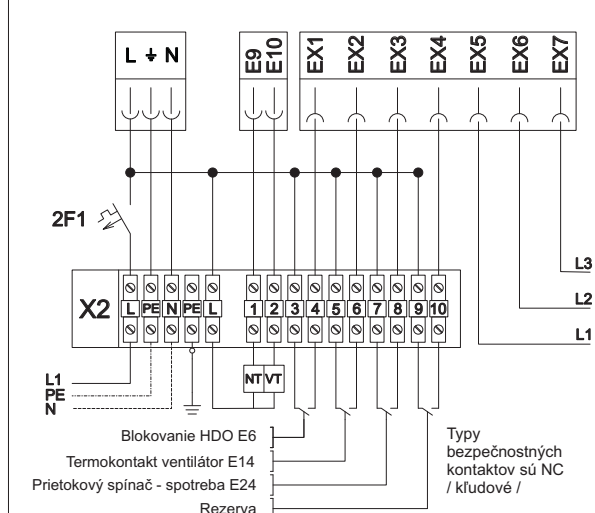 L ⏚ N
E9
E10
EX1
EX2
EX3
EX4
EX5
EX6
EX7
2F1
L3
L2
L1
X2
L PE N PE L 1 2 3 4 5 6 7 8 9 10
NT VT
L1
PE
N
Blokovanie HDO E6
Termokontakt ventilátor E14
Prietokový spínač - spotreba E24
Rezerva
Typy
bezpečnostných
kontaktov sú NC
/ kľudové /